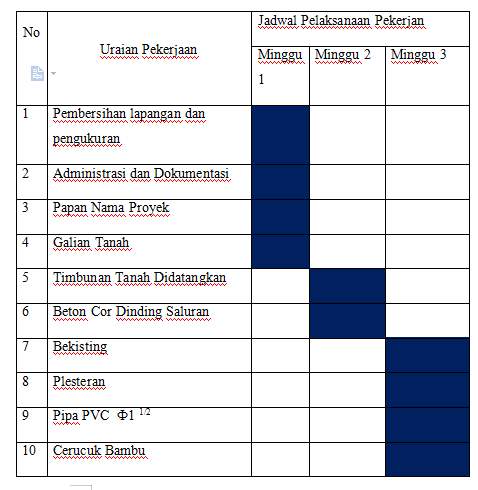 No
Uraian Pekerjaan
Jadwal Pelaksanaan Pekerjan
Minggu
1
Minggu 2
Minggu 3
1 Pembersihan lapangan dan
pengukuran
2 Administrasi dan Dokumentasi
3 Papan Nama Proyek
4 Galian Tanah
5 Timbunan Tanah Didatangkan
6 Beton Cor Dinding Saluran
7 Bekisting
8 Plesteran
9 Pipa PVC Φ1 1/2
10 Cerucuk Bambu